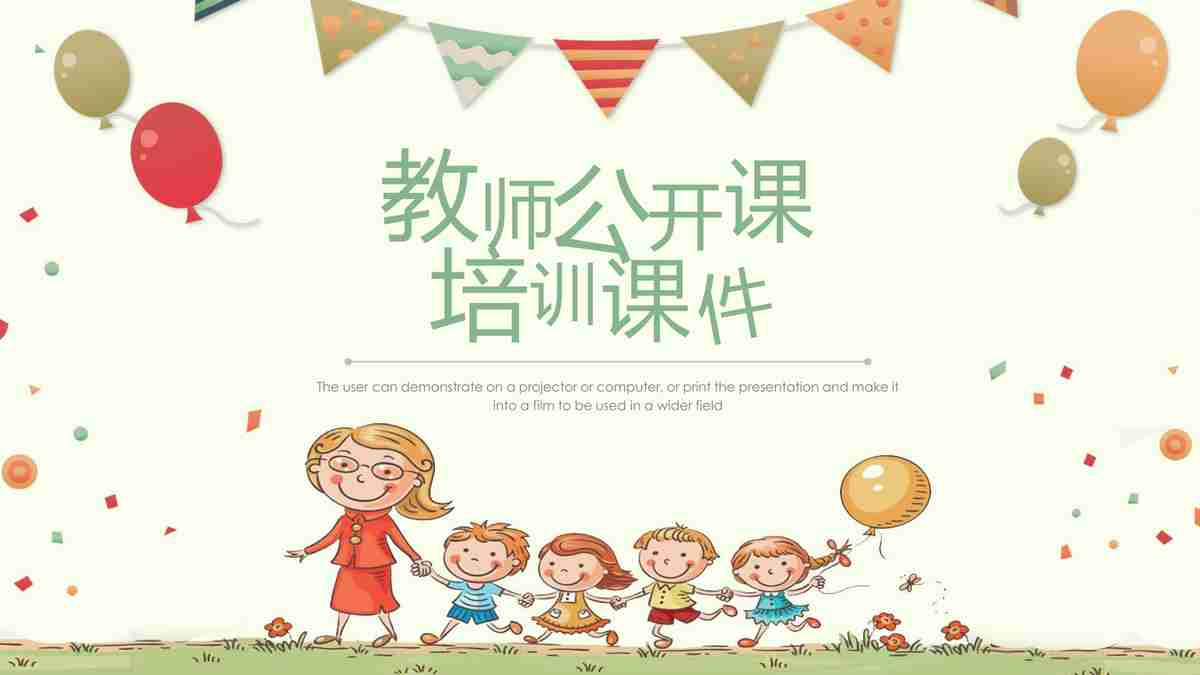 教师公开课
培训课件
The user can demonstrate on a projector or computer, or print the presentation and make it
into a film to be used in a wider field